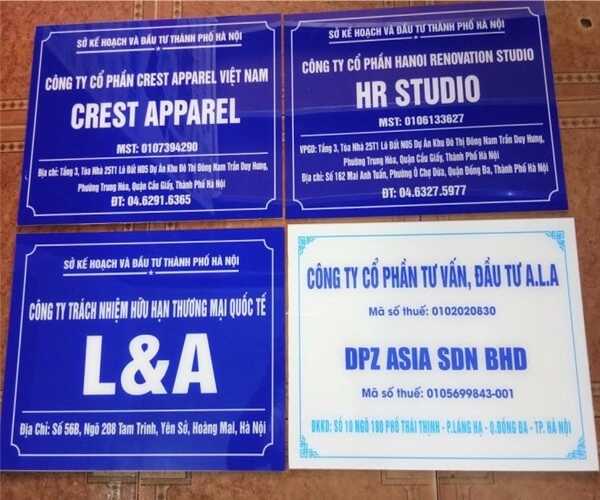 SỞ KẾ HOẠCH VÀ ĐẦU TƯ THÀNH PHỐ HÀ NỘI
CÔNG TY CỔ PHẦN CREST APPAREL VIỆT NAM
CREST APPAREL
MST: 0107394290
Địa chỉ: Tầng 3, Tòa Nhà 25T1 Lô Đất N05 Dự Án Khu Đô Thị Đông Nam Trần Duy Hưng,
Phường Trung Hòa, Quận Cầu Giấy, Thành Phố Hà Nội
ĐT: 04.6291.6365
SỞ KẾ HOẠCH VÀ ĐẦU TƯ THÀNH PHỐ HÀ NỘI
CÔNG TY CỔ PHẦN HANOI RENOVATION STUDIO
HR STUDIO
MST: 0106133627
VPGD: Tầng 3, Tòa Nhà 25T1 Lô Đất N05 Dự Án Khu Đô Thị Đông Nam Trần Duy Hưng,
Phường Trung Hòa, Quận Cầu Giấy, Thành Phố Hà Nội
Địa chỉ: Số 162 Mai Anh Tuấn, Phường Ô Chợ Dừa, Quận Đống Đa, Thành Phố Hà Nội
ĐT: 04.6327.5977
SỞ KẾ HOẠCH VÀ ĐẦU TƯ THÀNH PHỐ HÀ NỘI
CÔNG TY TRÁCH NHIỆM HỮU HẠN THƯƠNG MẠI QUỐC TẾ
L&A
Địa Chỉ: Số 56B, Ngõ 208 Tam Trinh, Yên Sở, Hoàng Mai, Hà Nội
CÔNG TY CỔ PHẦN TƯ VẤN, ĐẦU TƯ A.L.A
Mã số thuế: 0102020830
DPZ ASIA SDN BHD
Mã số thuế: 0105699843-001
ĐKKD: SỐ 10 NGÕ 180 PHỐ THÁI THỊNH - P.LÁNG HẠ - Q.ĐỐNG ĐA - TP. HÀ NỘI